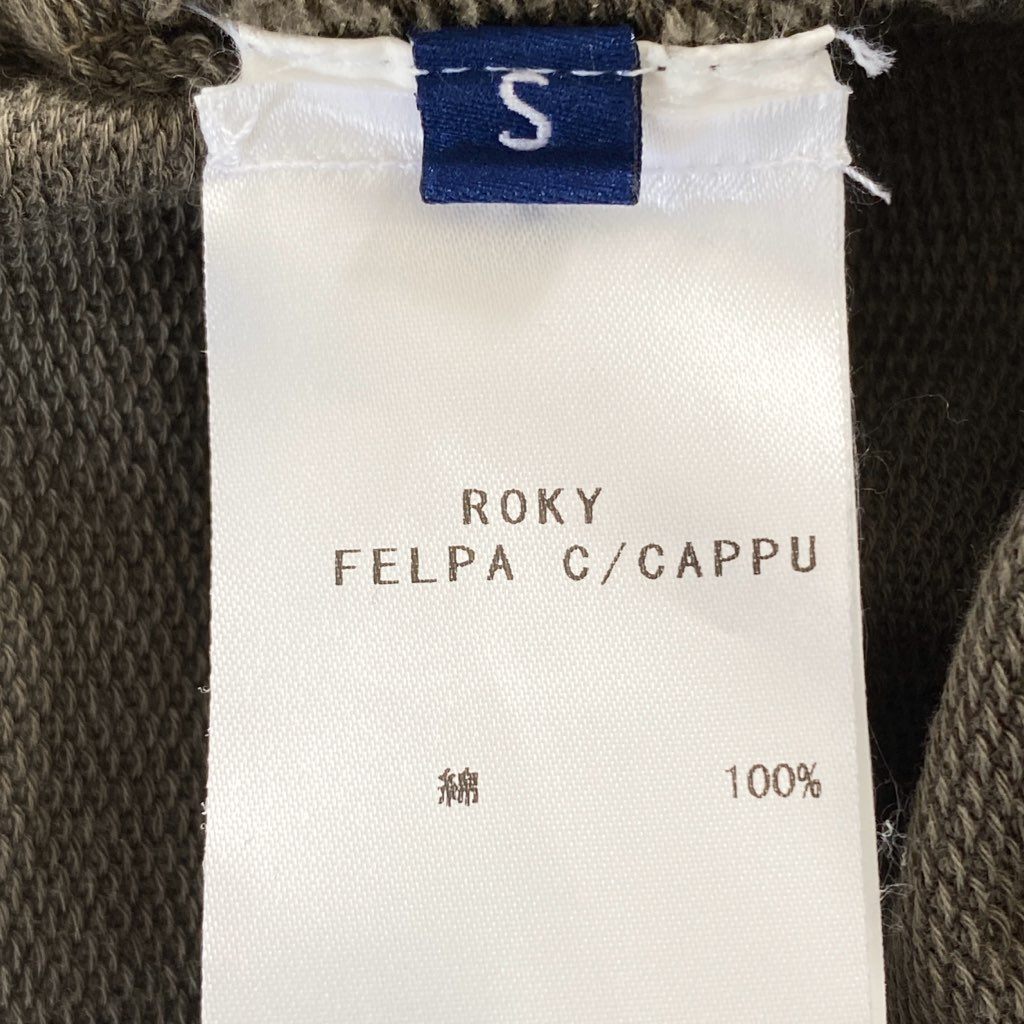 S
ROKY
FELPA C/CAPPU
綿 100%